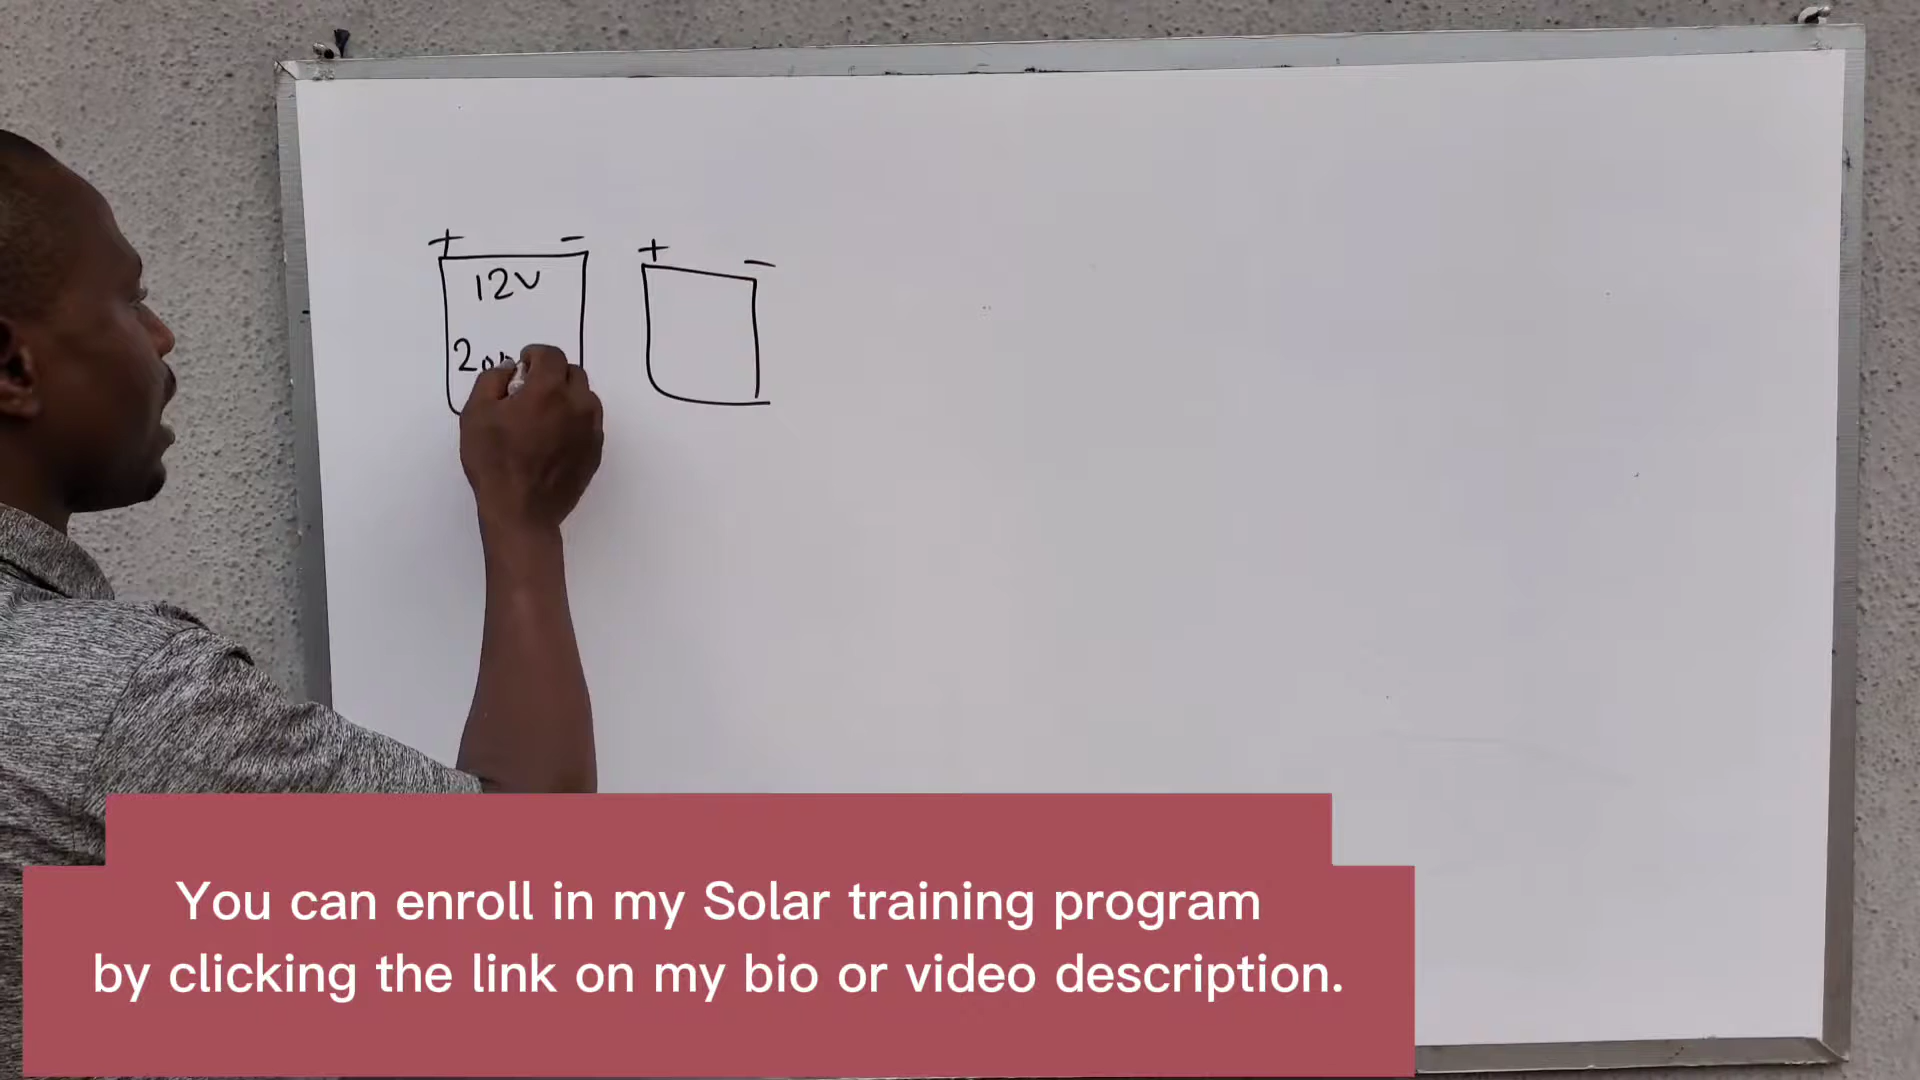 + - + -
12V
200
You can enroll in my Solar training program
by clicking the link on my bio or video description.